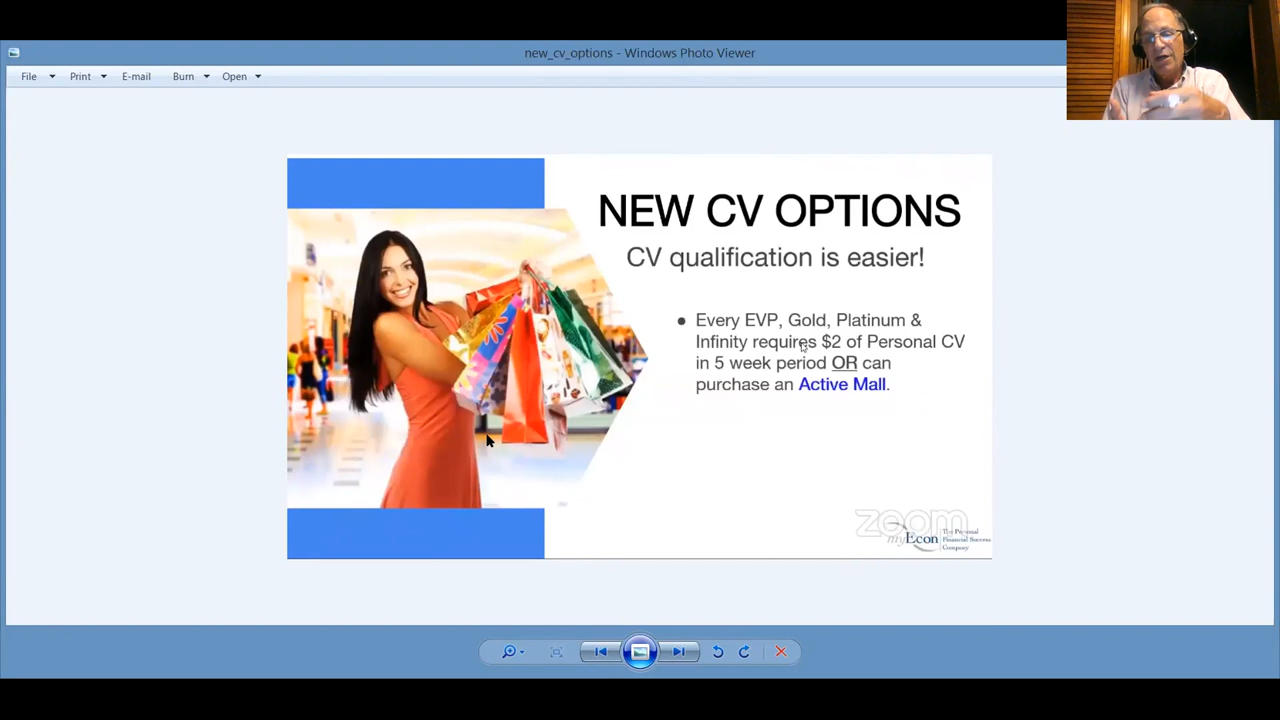 new_cv_options - Windows Photo Viewer
File Print E-mail Burn Open
NEW CV OPTIONS
CV qualification is easier!
● Every EVP, Gold, Platinum &
Infinity requires $2 of Personal CV
in 5 week period OR can
purchase an Active Mall.
zoom
myEcon
The Personal
Financial Success
Company